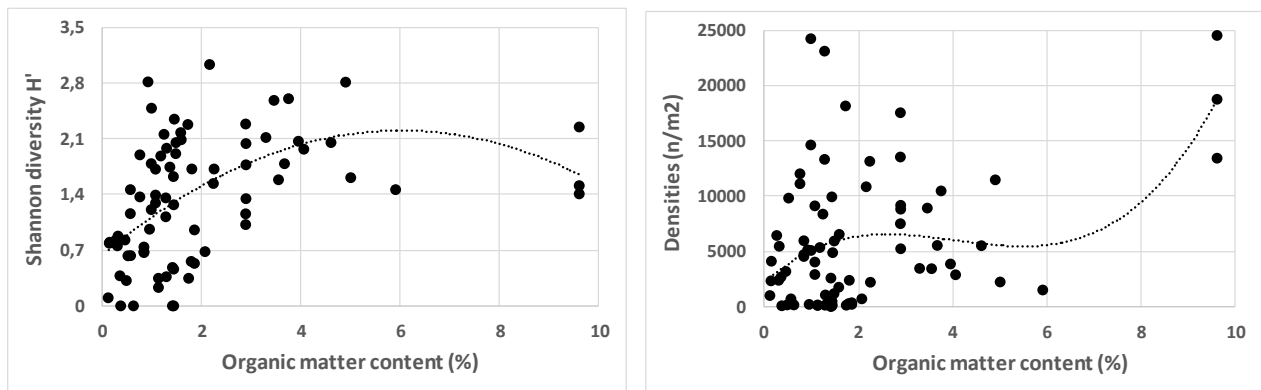 3,5
2,8
2,1
1,4
0,7
0
Shannon diversity H'
0 2 4 6 8 10
Organic matter content (%)
25000
20000
15000
10000
5000
0
Densities (n/m2)
0 2 4 6 8 10
Organic matter content (%)